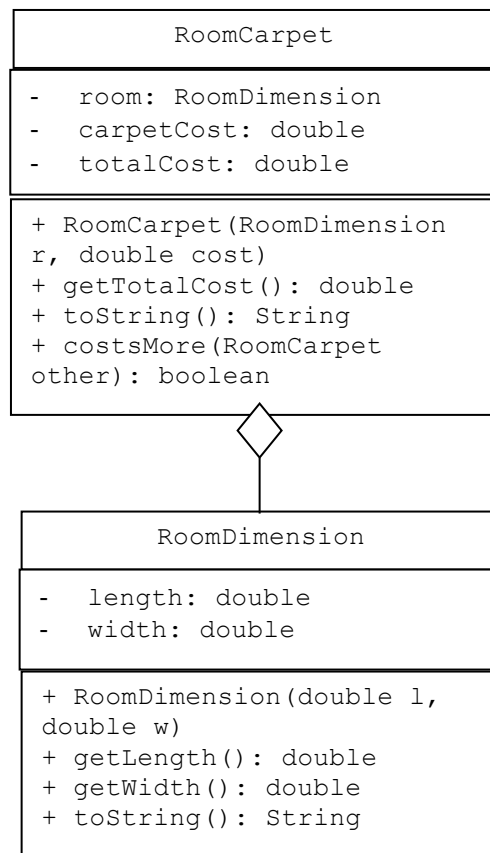 RoomCarpet
- room: RoomDimension
- carpetCost: double
- totalCost: double
+ RoomCarpet(RoomDimension
r, double cost)
+ getTotalCost(): double
+ toString(): String
+ costsMore(RoomCarpet
other): boolean
RoomDimension
- length: double
- width: double
+ RoomDimension(double l,
double w)
+ getLength(): double
+ getWidth(): double
+ toString(): String